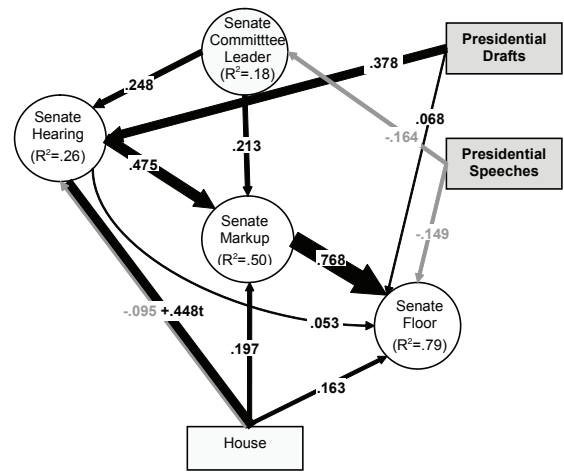 Senate
Committtee
Leader
(R²=.18)
Presidential
Drafts
.378
.248
Senate
Hearing
(R²=.26)
.068
-.164
.213
.475
Presidential
Speeches
Senate
Markup
(R²=.50)
-.149
.768
Senate
Floor
(R²=.79)
-.095 +.448t
.053
.197
.163
House